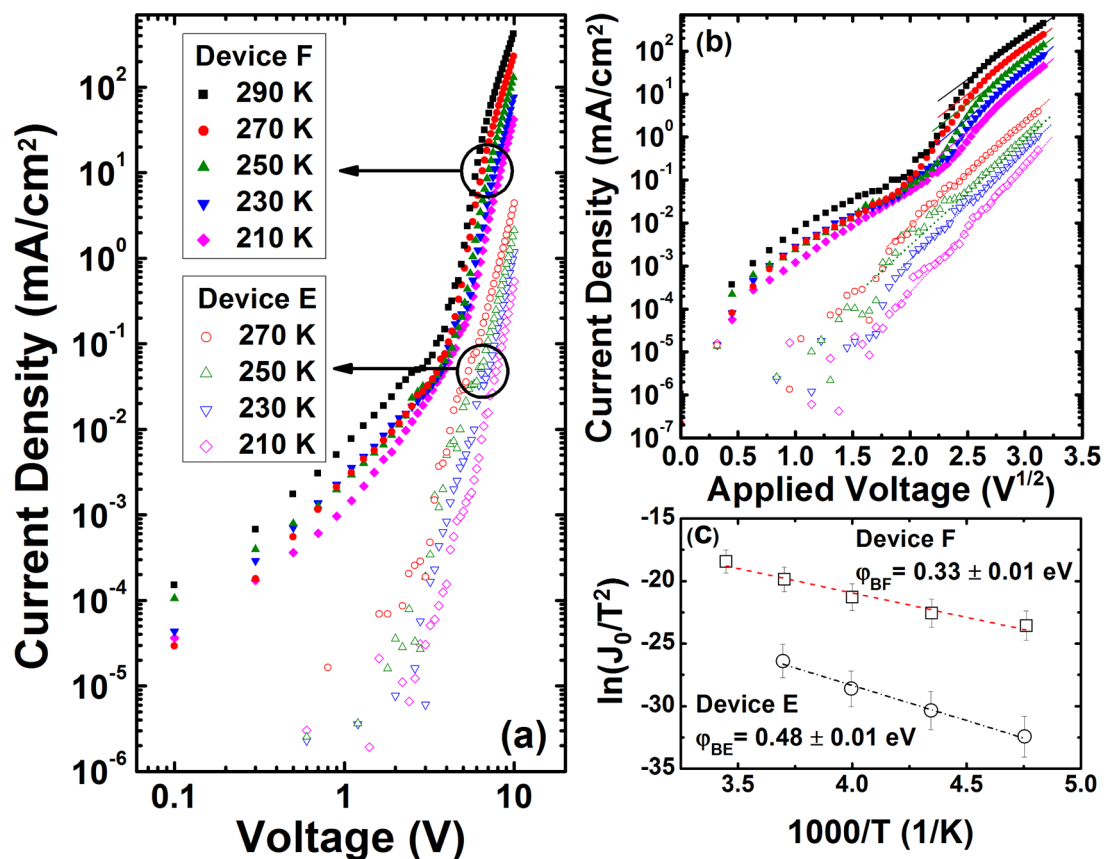 Device F
290 K
270 K
250 K
230 K
210 K
Device E
270 K
250 K
230 K
210 K
10²
10¹
10⁰
10⁻¹
10⁻²
10⁻³
10⁻⁴
10⁻⁵
10⁻⁶
Current Density (mA/cm²)
0.1
1
10
Voltage (V)
(a)
(b)
10²
10¹
10⁰
10⁻¹
10⁻²
10⁻³
10⁻⁴
10⁻⁵
10⁻⁶
10⁻⁷
Current Density (mA/cm²)
0.0 0.5 1.0 1.5 2.0 2.5 3.0 3.5
Applied Voltage (V^1/2)
(c)
-15
-20
-25
-30
-35
ln(J₀/T²)
Device F
φ_BF= 0.33 ± 0.01 eV
Device E
φ_BE= 0.48 ± 0.01 eV
3.5 4.0 4.5 5.0
1000/T (1/K)